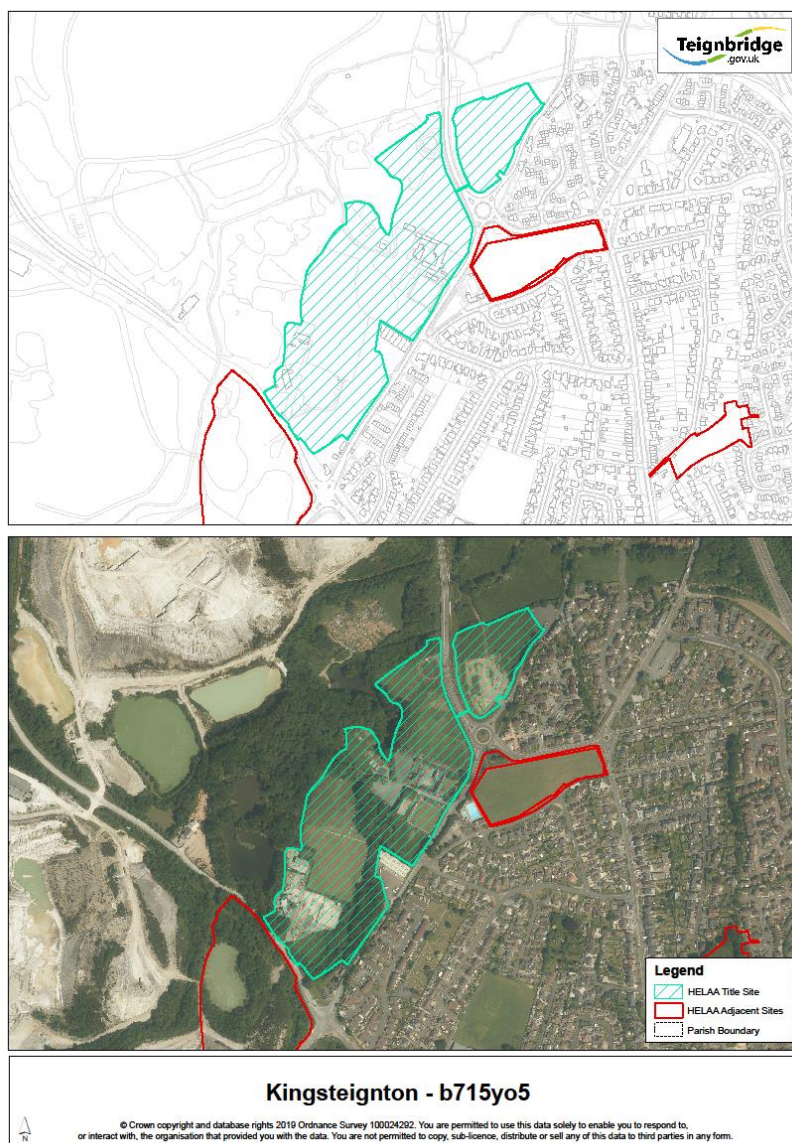 Teignbridge
.gov.uk
Legend
HELAA Title Site
HELAA Adjacent Sites
Parish Boundary
Kingsteignton - b715yo5
N
© Crown copyright and database rights 2019 Ordnance Survey 100024292. You are permitted to use this data solely to enable you to respond to,
or interact with, the organisation that provided you with the data. You are not permitted to copy, sub-licence, distribute or sell any of this data to third parties in any form.